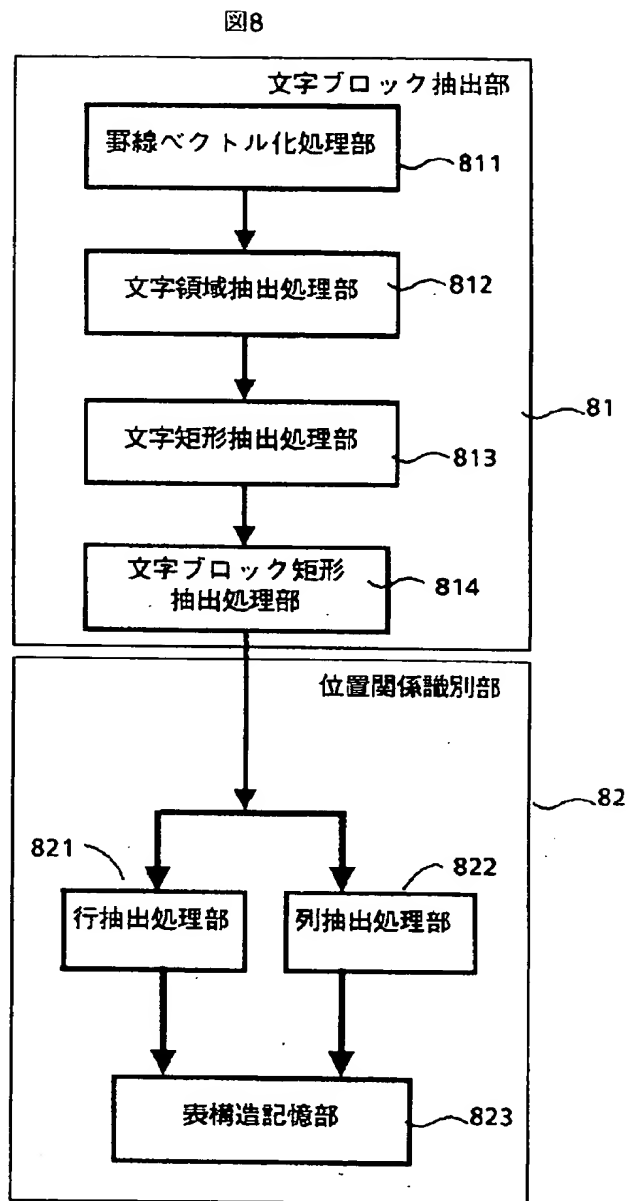 図8
文字ブロック抽出部
罫線ベクトル化処理部
811
文字領域抽出処理部
812
81
文字矩形抽出処理部
813
文字ブロック矩形
抽出処理部
814
位置関係識別部
82
821
822
行抽出処理部
列抽出処理部
表構造記憶部
823